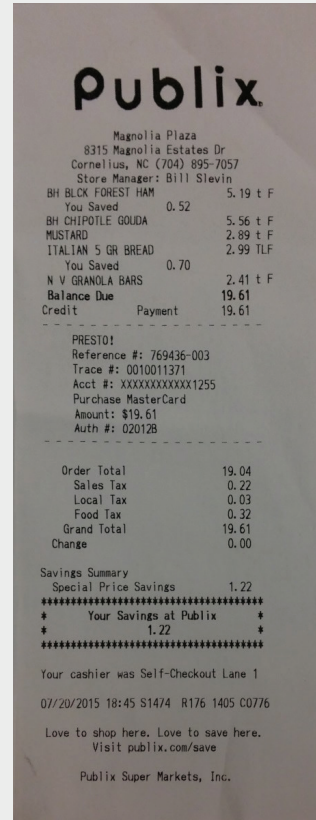 Publix.
Magnolia Plaza
8315 Magnolia Estates Dr
Cornelius, NC (704) 895-7057
Store Manager: Bill Slevin
BH BLCK FOREST HAM 5.19 t F
You Saved 0.52
BH CHIPOTLE GOUDA 5.56 t F
MUSTARD 2.89 t F
ITALIAN 5 GR BREAD 2.99 TLF
You Saved 0.70
N V GRANOLA BARS 2.41 t F
Balance Due 19.61
Credit Payment 19.61
- - - - - - - - - - - - - - - - - - - -
PRESTO!
Reference #: 769436-003
Trace #: 0010011371
Acct #: XXXXXXXXXXXX1255
Purchase MasterCard
Amount: $19.61
Auth #: 02012B
- - - - - - - - - - - - - - - - - - - -
Order Total 19.04
Sales Tax 0.22
Local Tax 0.03
Food Tax 0.32
Grand Total 19.61
Change 0.00
Savings Summary
Special Price Savings 1.22
**************************************
* Your Savings at Publix *
* 1.22 *
**************************************
Your cashier was Self-Checkout Lane 1
07/20/2015 18:45 S1474 R176 1405 C0776
Love to shop here. Love to save here.
Visit publix.com/save
Publix Super Markets, Inc.